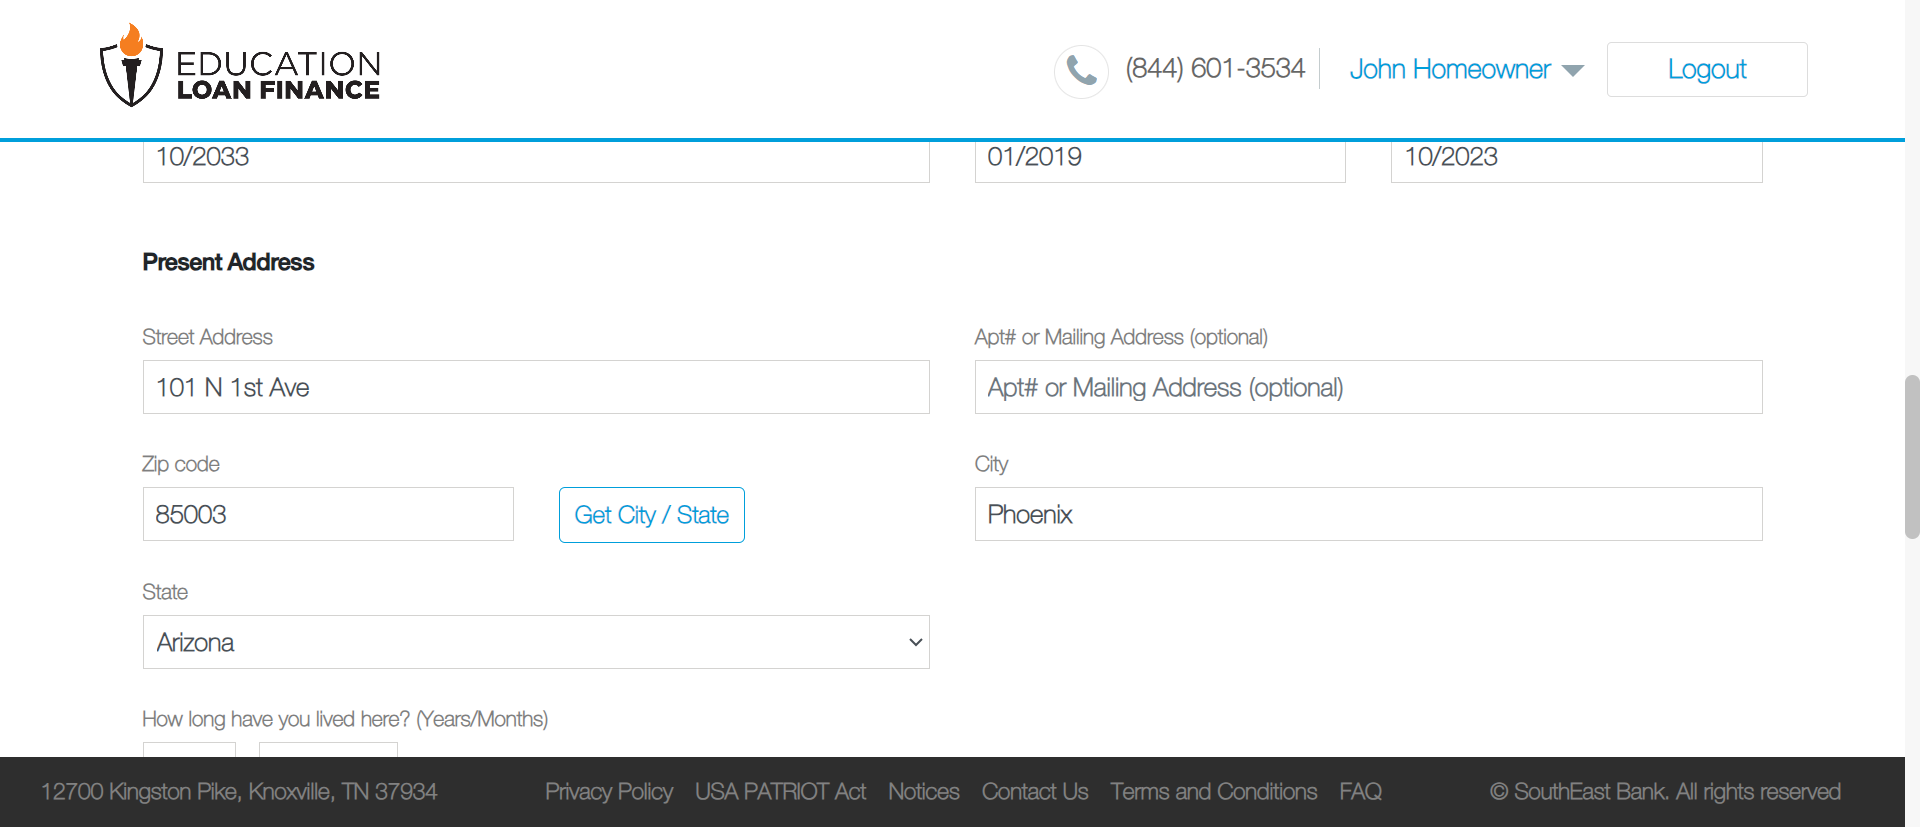 EDUCATION
LOAN FINANCE
(844) 601-3534
John Homeowner
Logout
10/2033
01/2019
10/2023
Present Address
Street Address
Apt# or Mailing Address (optional)
101 N 1st Ave
Apt# or Mailing Address (optional)
Zip code
City
85003
Get City / State
Phoenix
State
Arizona
How long have you lived here? (Years/Months)
12700 Kingston Pike, Knoxville, TN 37934
Privacy Policy
USA PATRIOT Act
Notices
Contact Us
Terms and Conditions
FAQ
© SouthEast Bank. All rights reserved